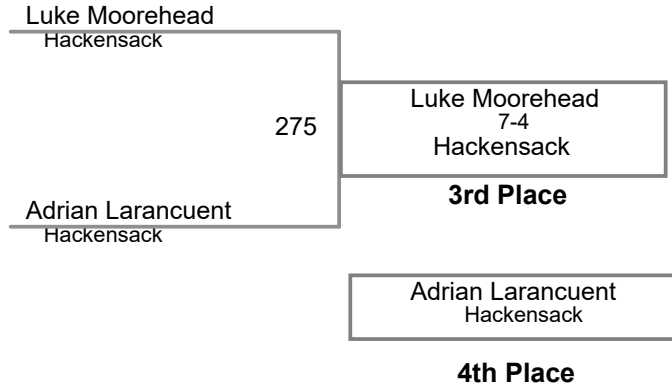 Luke Moorehead
Hackensack
275
Luke Moorehead
7-4
Hackensack
3rd Place
Adrian Larancuent
Hackensack
Adrian Larancuent
Hackensack
4th Place